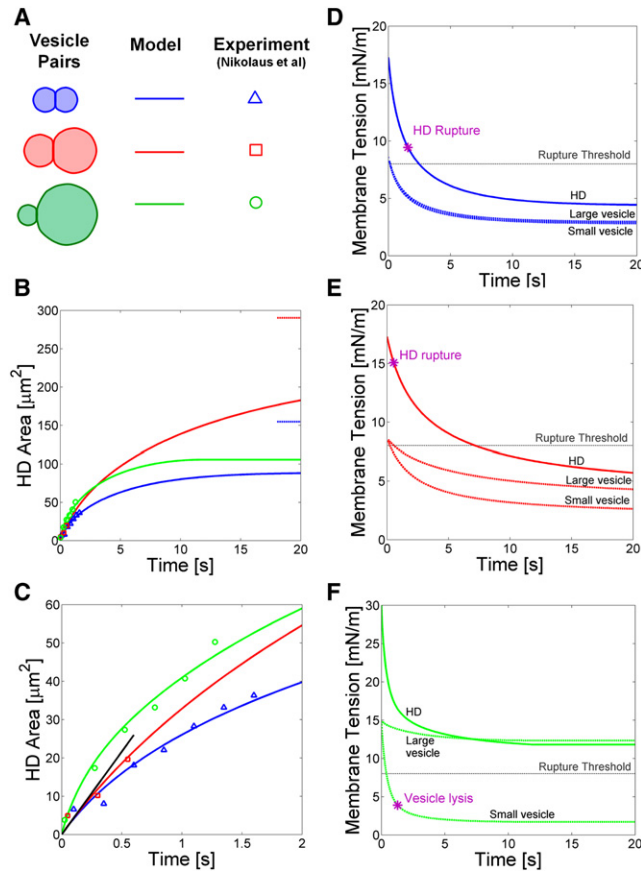 A
Vesicle Pairs
Model
Experiment
(Nikolaus et al)
B
HD Area [μm²]
300
250
200
150
100
50
0
0 5 10 15 20
Time [s]
C
HD Area [μm²]
60
50
40
30
20
10
0
0 0.5 1 1.5 2
Time [s]
D
Membrane Tension [mN/m]
20
15
10
5
0
HD Rupture
Rupture Threshold
HD
Large vesicle
Small vesicle
0 5 10 15 20
Time [s]
E
Membrane Tension [mN/m]
20
15
10
5
0
HD rupture
Rupture Threshold
HD
Large vesicle
Small vesicle
0 5 10 15 20
Time [s]
F
Membrane Tension [mN/m]
30
25
20
15
10
5
0
HD
Large
vesicle
Rupture Threshold
Vesicle lysis
Small vesicle
0 5 10 15 20
Time [s]